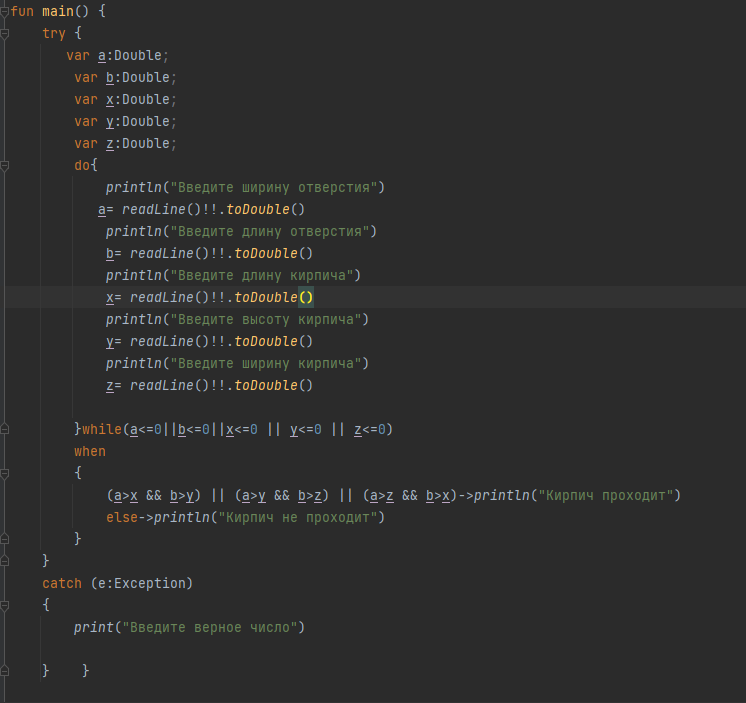 fun main() {
    try {
       var a:Double;
        var b:Double;
        var x:Double;
        var y:Double;
        var z:Double;
        do{
            println("Введите ширину отверстия")
           a= readLine()!!.toDouble()
            println("Введите длину отверстия")
            b= readLine()!!.toDouble()
            println("Введите длину кирпича")
            x= readLine()!!.toDouble()
            println("Введите высоту кирпича")
            y= readLine()!!.toDouble()
            println("Введите ширину кирпича")
            z= readLine()!!.toDouble()
        }while(a<=0||b<=0||x<=0 || y<=0 || z<=0)
        when
        {
            (a>x && b>y) || (a>y && b>z) || (a>z && b>x)->println("Кирпич проходит")
            else->println("Кирпич не проходит")
        }
    }
    catch (e:Exception)
    {
        print("Введите верное число")
    }    }